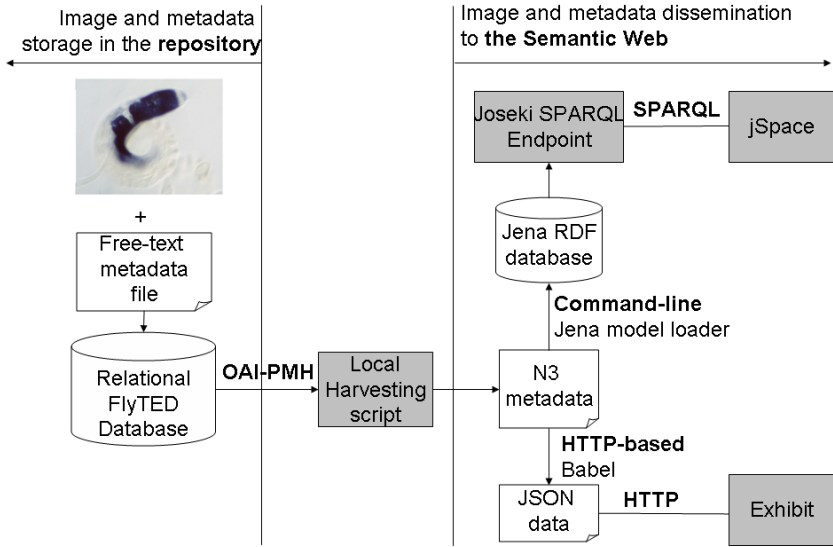 Image and metadata
storage in the repository
Image and metadata dissemination
to the Semantic Web
+
Free-text
metadata
file
Relational
FlyTED
Database
OAI-PMH
Local
Harvesting
script
Joseki SPARQL
Endpoint
SPARQL
jSpace
Jena RDF
database
Command-line
Jena model loader
N3
metadata
HTTP-based
Babel
JSON
data
HTTP
Exhibit